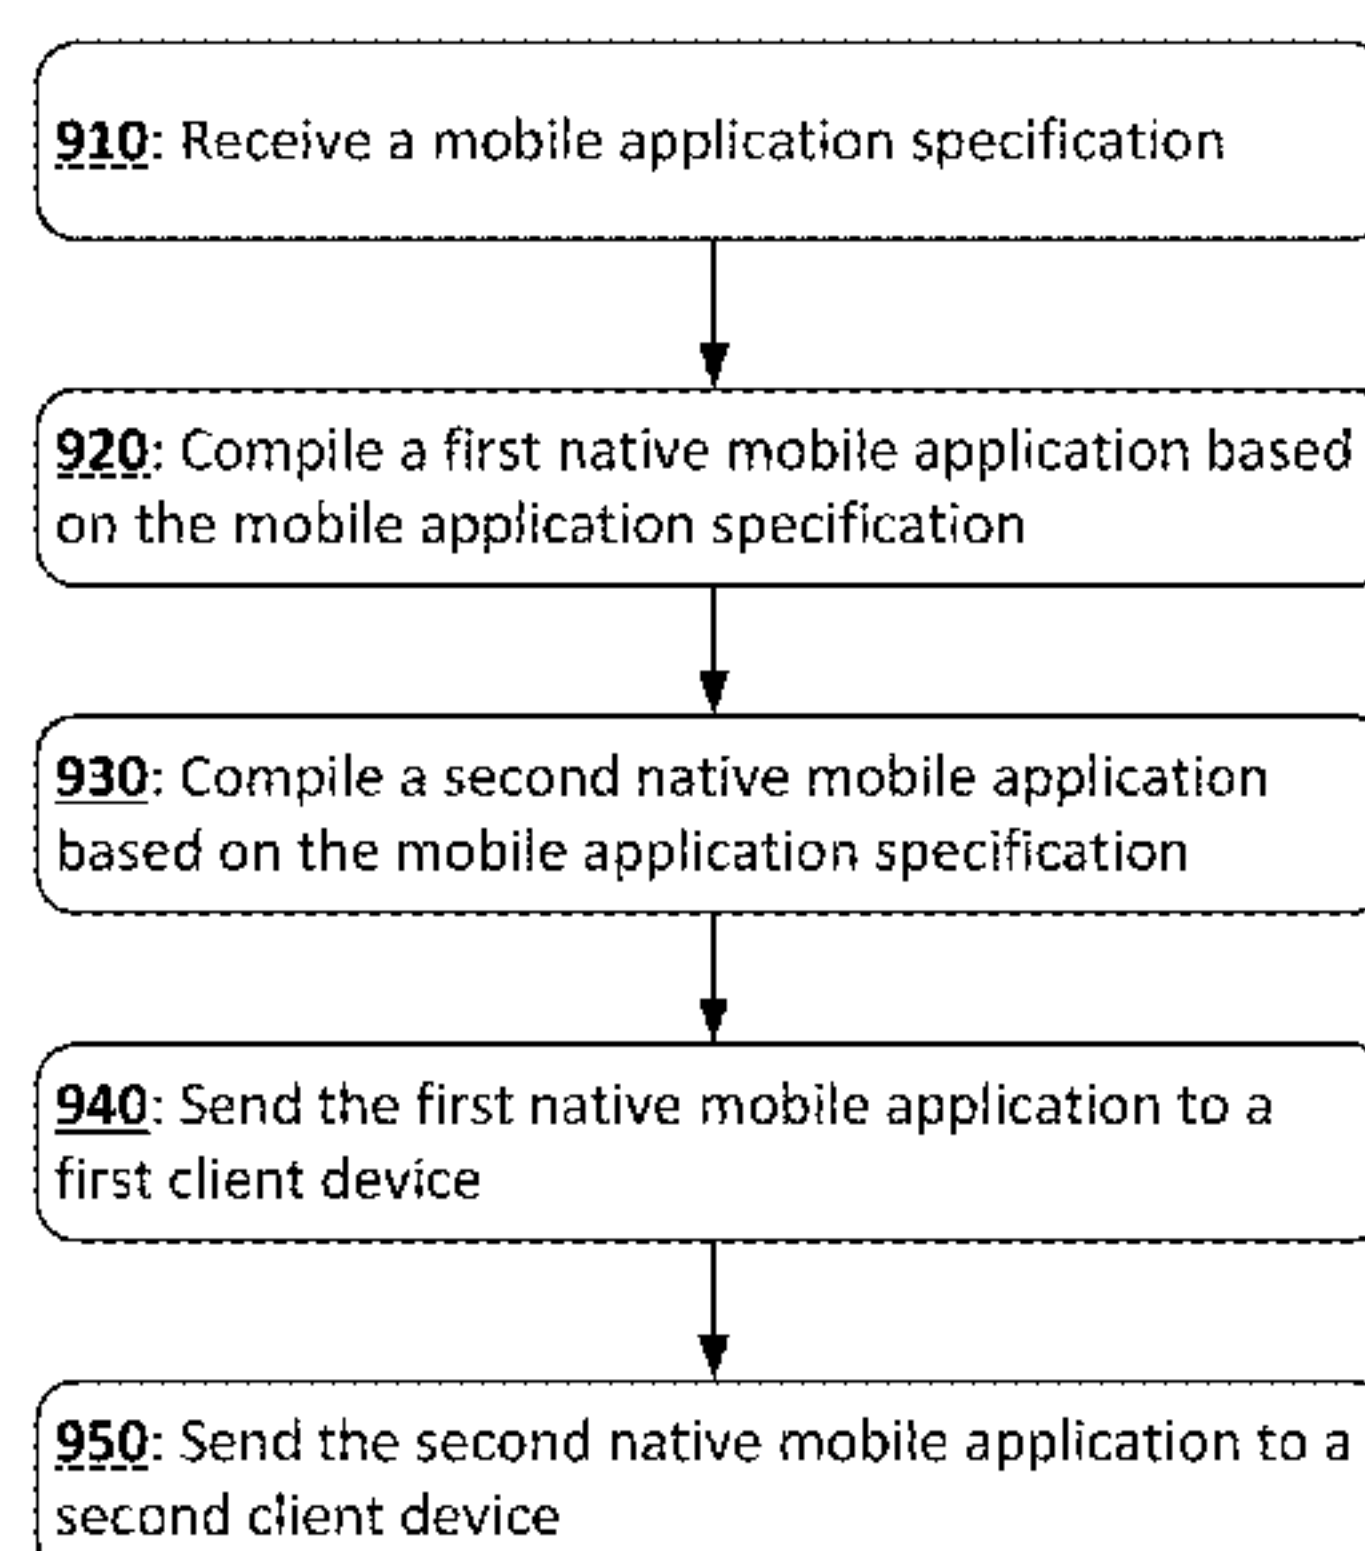 910: Receive a mobile application specification
920: Compile a first native mobile application based
on the mobile application specification
930: Compile a second native mobile application
based on the mobile application specification
940: Send the first native mobile application to a
first client device
950: Send the second native mobile application to a
second client device